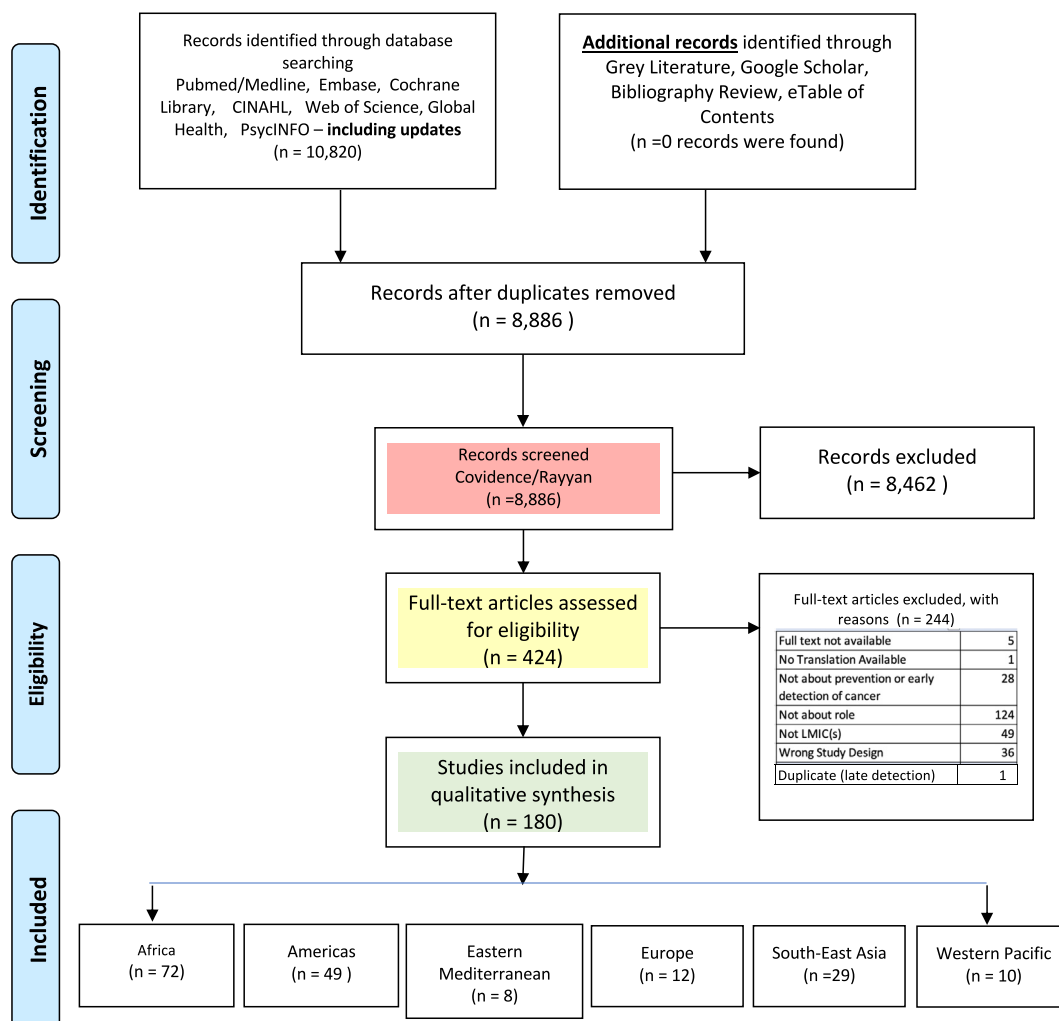 Identification
Records identified through database
searching
Pubmed/Medline, Embase, Cochrane
Library, CINAHL, Web of Science, Global
Health, PsycINFO – including updates
(n = 10,820)
Additional records identified through
Grey Literature, Google Scholar,
Bibliography Review, eTable of
Contents
(n =0 records were found)
Records after duplicates removed
(n = 8,886 )
Screening
Records screened
Covidence/Rayyan
(n =8,886)
Records excluded
(n = 8,462 )
Eligibility
Full-text articles assessed
for eligibility
(n = 424)
Full-text articles excluded, with
reasons (n = 244)
Full text not available 5
No Translation Available 1
Not about prevention or early 28
detection of cancer
Not about role 124
Not LMIC(s) 49
Wrong Study Design 36
Duplicate (late detection) 1
Studies included in
qualitative synthesis
(n = 180)
Included
Africa
(n = 72)
Americas
(n = 49 )
Eastern
Mediterranean
(n = 8)
Europe
(n = 12)
South-East Asia
(n =29)
Western Pacific
(n = 10)